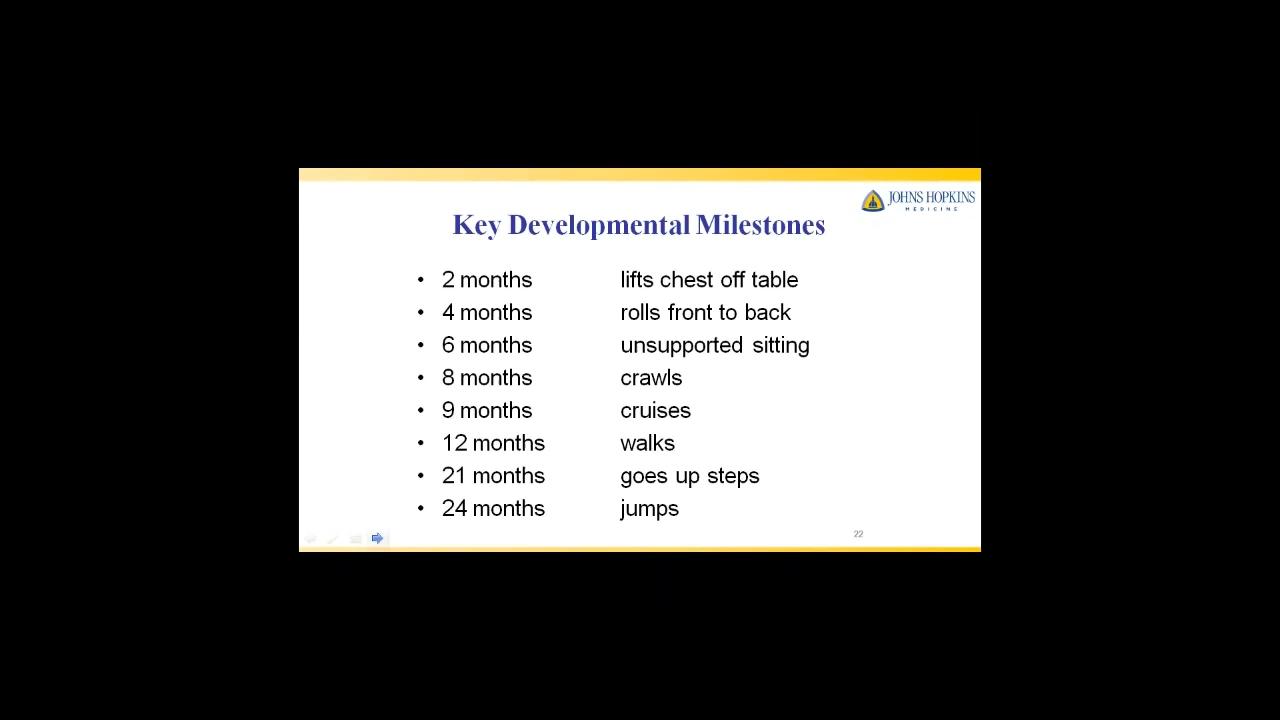 JOHNS HOPKINS
MEDICINE
Key Developmental Milestones
• 2 months lifts chest off table
• 4 months rolls front to back
• 6 months unsupported sitting
• 8 months crawls
• 9 months cruises
• 12 months walks
• 21 months goes up steps
• 24 months jumps
22